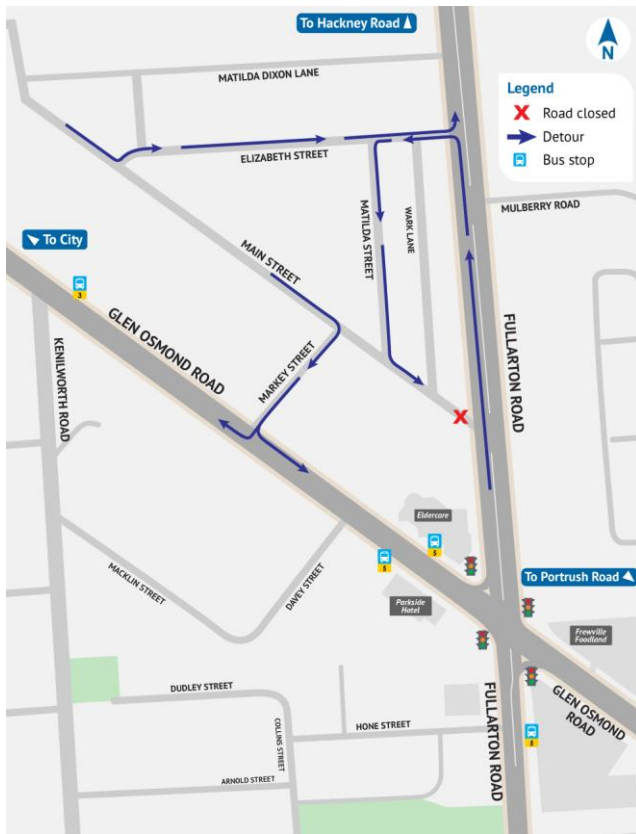 To Hackney Road
N
MATILDA DIXON LANE
Legend
Road closed
Detour
Bus stop
ELIZABETH STREET
MULBERRY ROAD
MATILDA STREET
WARK LANE
To City
MAIN STREET
3
GLEN OSMOND ROAD
FULLARTON ROAD
KENILWORTH ROAD
MARKEY STREET
Eldercare
5
5
To Portrush Road
MACKLIN STREET
DAVEY STREET
Parkside
Hotel
Frewville
Foodland
DUDLEY STREET
FULLARTON ROAD
GLEN OSMOND
ROAD
COLLINS STREET
HONE STREET
ARNOLD STREET